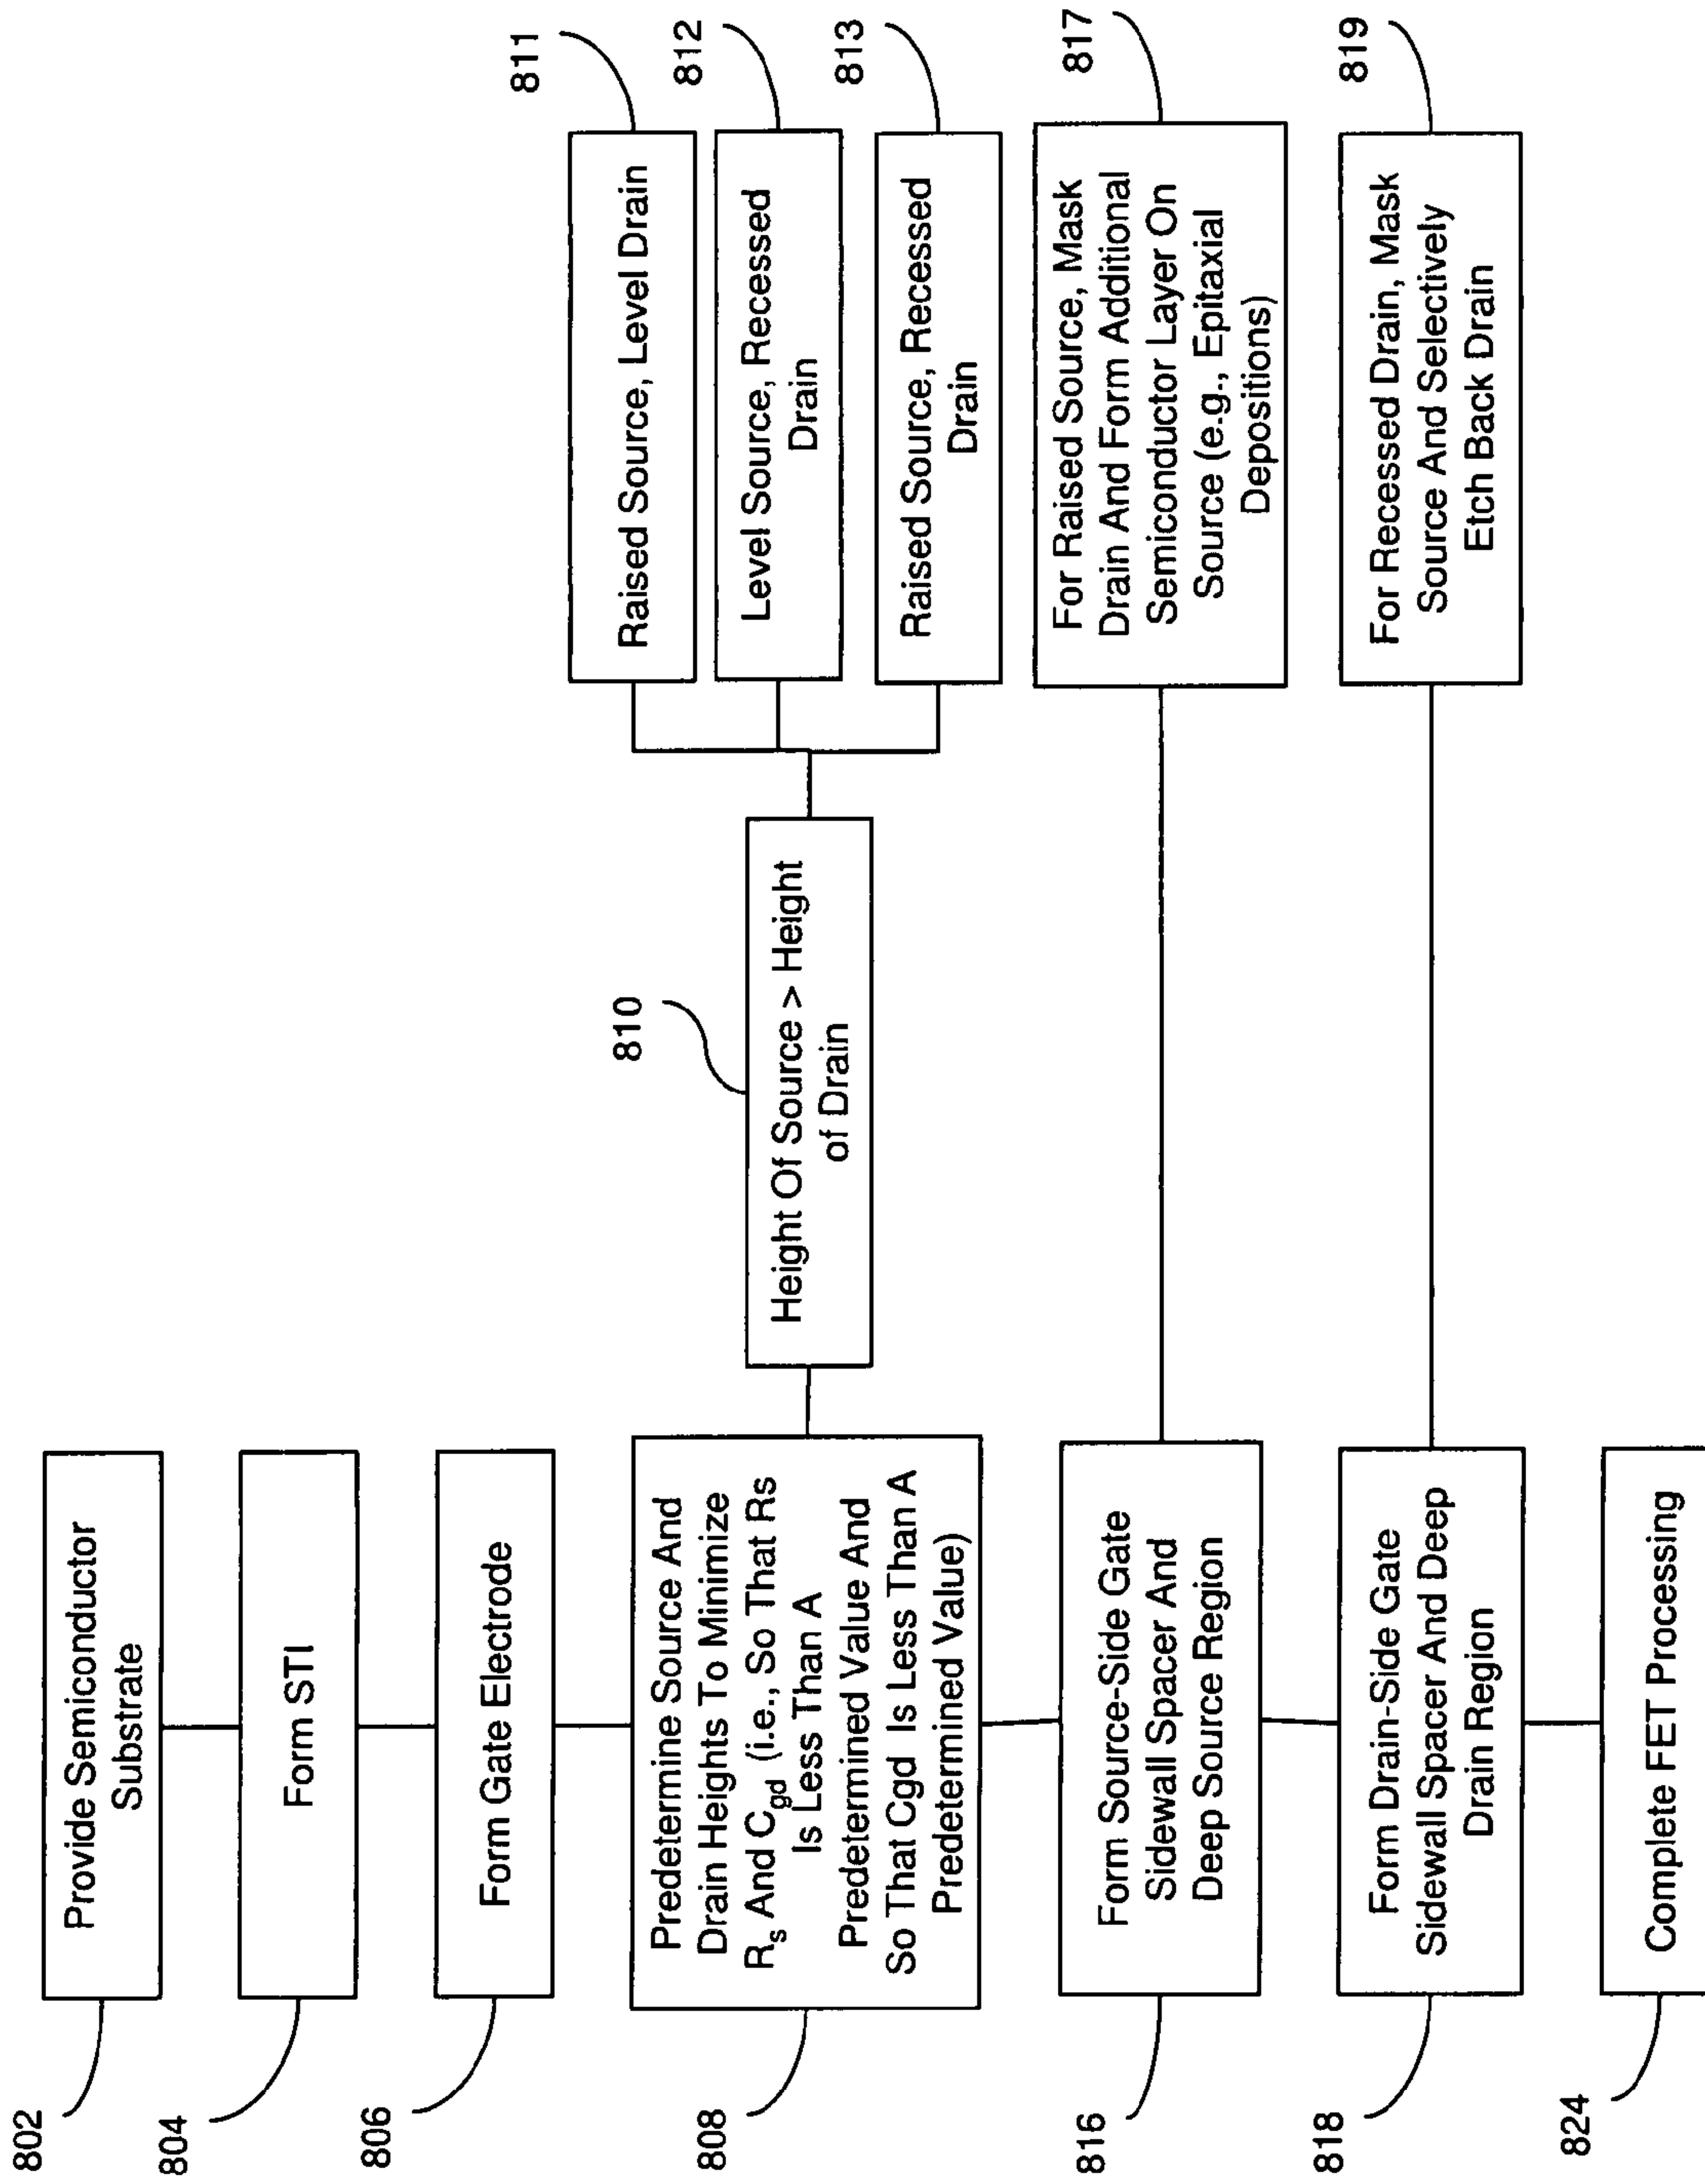 802
Provide Semiconductor
Substrate
804
Form STI
806
Form Gate Electrode
808
Predetermine Source And
Drain Heights To Minimize
Rs And Cgd (i.e., So That Rs
Is Less Than A
Predetermined Value And
So That Cgd Is Less Than A
Predetermined Value)
810
Height Of Source > Height
of Drain
811
Raised Source, Level Drain
812
Level Source, Recessed
Drain
813
Raised Source, Recessed
Drain
816
Form Source-Side Gate
Sidewall Spacer And
Deep Source Region
817
For Raised Source, Mask
Drain And Form Additional
Semiconductor Layer On
Source (e.g., Epitaxial
Depositions)
818
Form Drain-Side Gate
Sidewall Spacer And Deep
Drain Region
819
For Recessed Drain, Mask
Source And Selectively
Etch Back Drain
824
Complete FET Processing